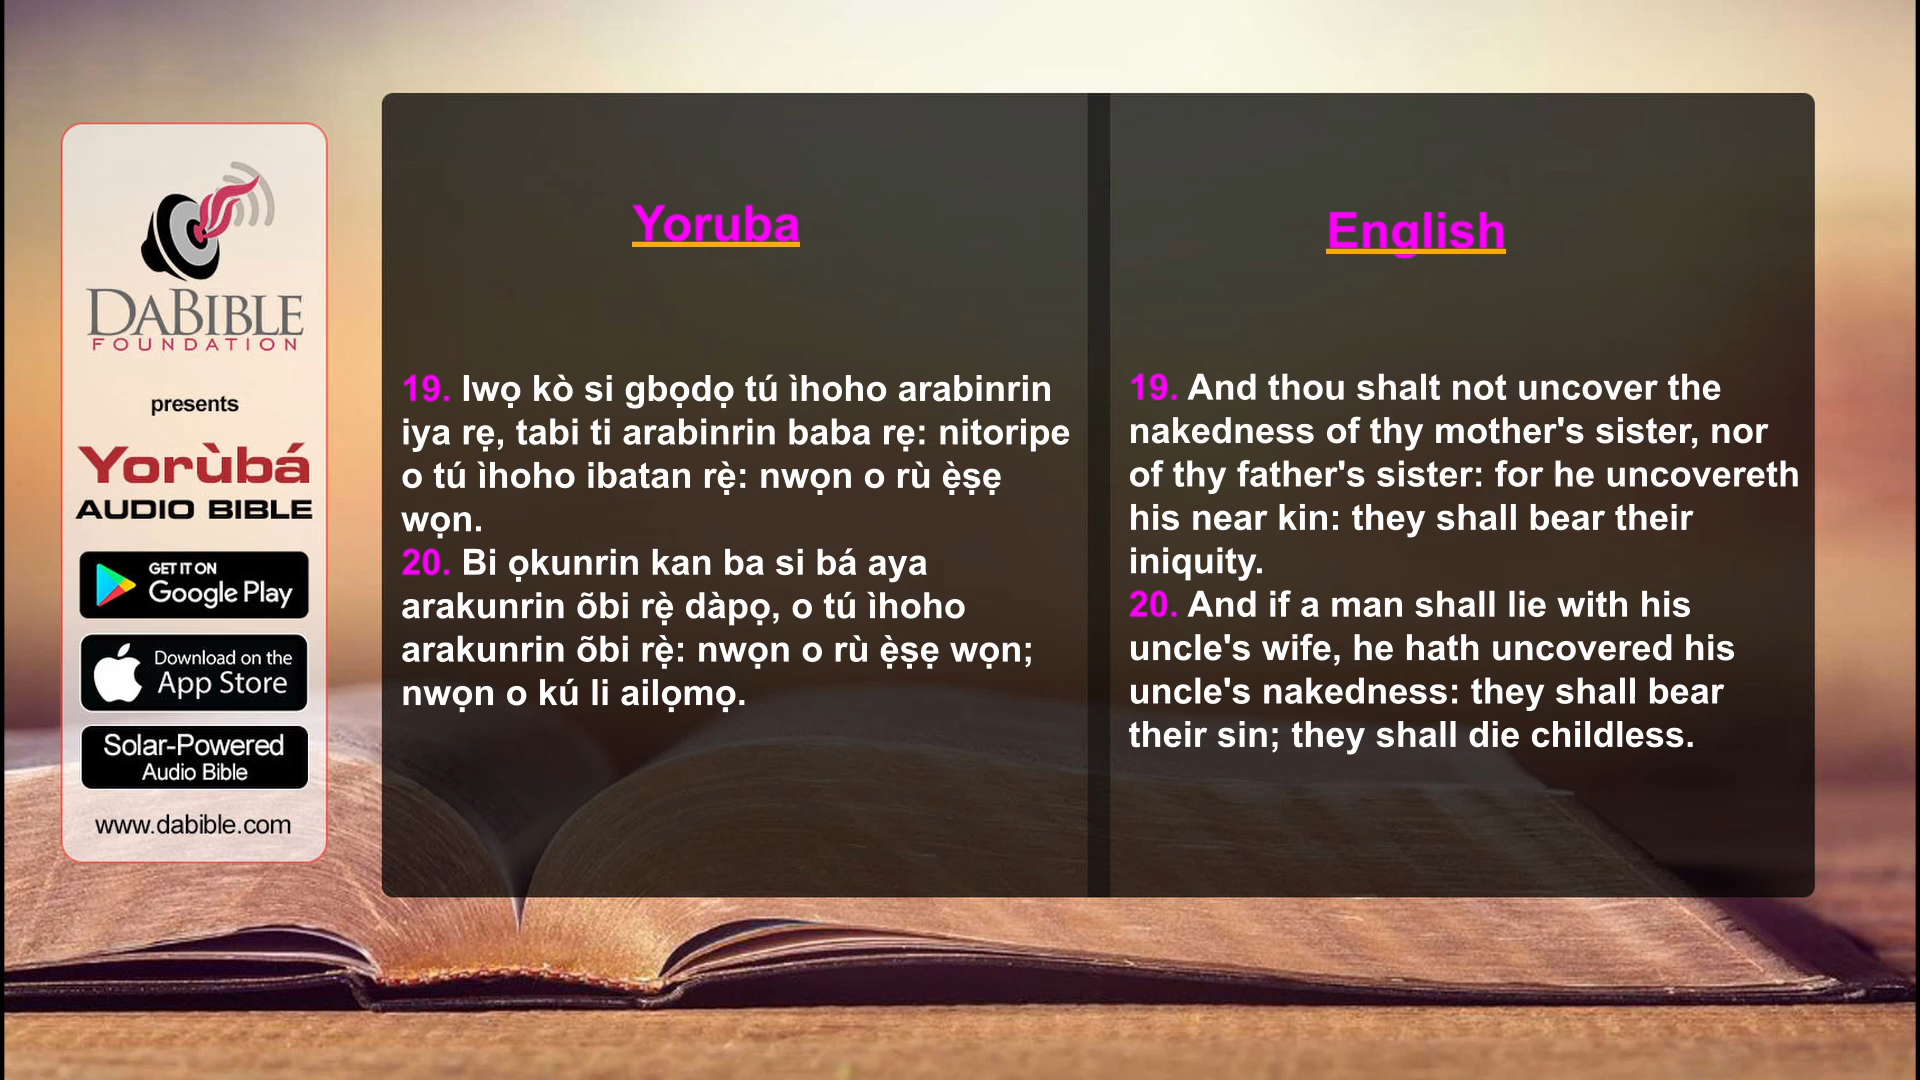 DABIBLE
FOUNDATION
presents
Yorùbá
AUDIO BIBLE
GET IT ON
Google Play
Download on the
App Store
Solar-Powered
Audio Bible
www.dabible.com
Yoruba
19. Iwọ kò si gbọdọ tú ìhoho arabinrin
iya rẹ, tabi ti arabinrin baba rẹ: nitoripe
o tú ìhoho ibatan rẹ̀: nwọn o rù ẹ̀ṣẹ
wọn.
20. Bi ọkunrin kan ba si bá aya
arakunrin õbi rẹ̀ dàpọ, o tú ìhoho
arakunrin õbi rẹ̀: nwọn o rù ẹ̀ṣẹ wọn;
nwọn o kú li ailọmọ.
English
19. And thou shalt not uncover the
nakedness of thy mother's sister, nor
of thy father's sister: for he uncovereth
his near kin: they shall bear their
iniquity.
20. And if a man shall lie with his
uncle's wife, he hath uncovered his
uncle's nakedness: they shall bear
their sin; they shall die childless.